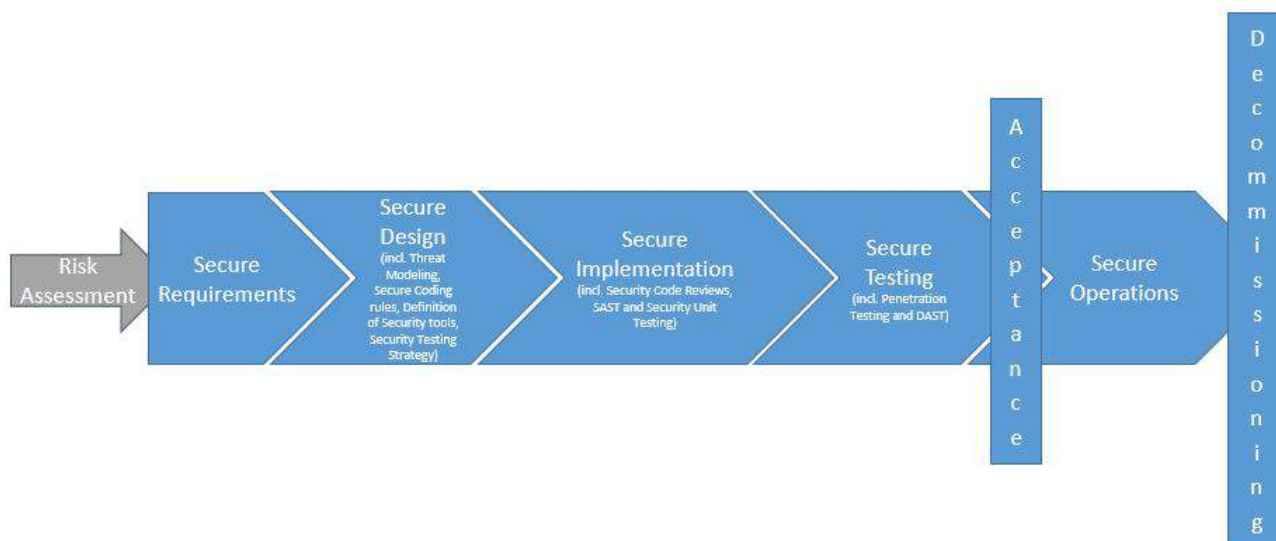 Risk
Assessment
Secure
Requirements
Secure
Design
(incl. Threat
Modeling,
Secure Coding
rules, Definition
of Security tools,
Security Testing
Strategy)
Secure
Implementation
(incl. Security Code Reviews,
SAST and Security Unit
Testing)
Secure
Testing
(incl. Penetration
Testing and DAST)
Acceptance
Secure
Operations
Decommissioning